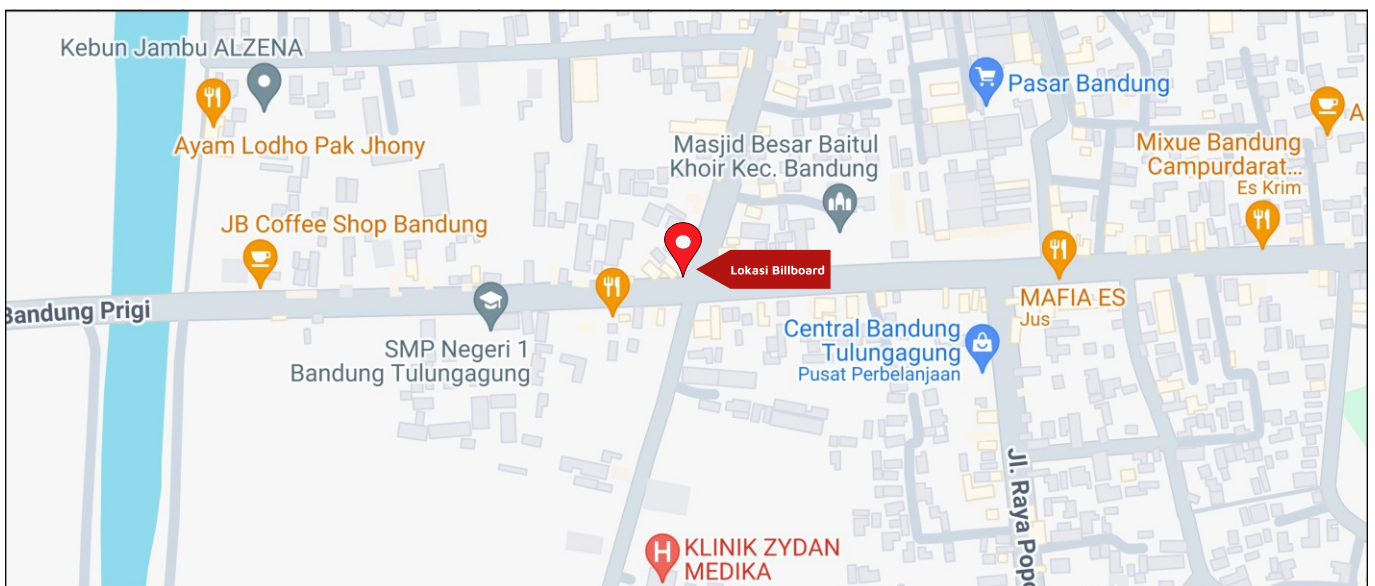 Kebun Jambu ALZENA
Pasar Bandung
A
Ayam Lodho Pak Jhony
Masjid Besar Baitul
Khoir Kec. Bandung
Mixue Bandung
Campurdarat...
Es Krim
JB Coffee Shop Bandung
Lokasi Billboard
Bandung Prigi
MAFIA ES
Jus
SMP Negeri 1
Bandung Tulungagung
Central Bandung
Tulungagung
Pusat Perbelanjaan
Jl. Raya Popo
H
KLINIK ZYDAN
MEDIKA